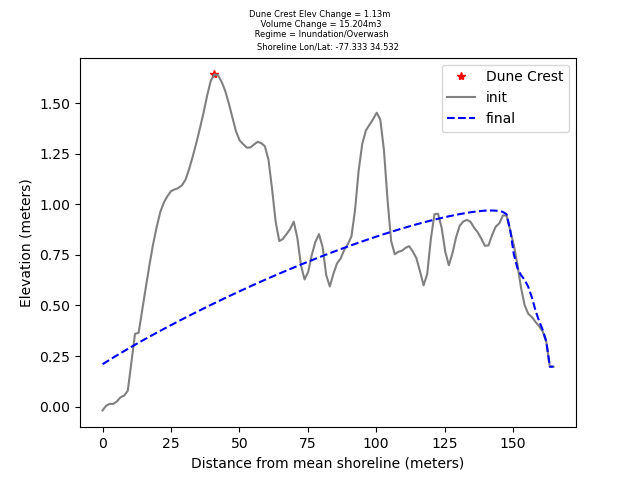 Dune Crest Elev Change = 1.13m
Volume Change = 15.204m3
Regime = Inundation/Overwash
Shoreline Lon/Lat: -77.333 34.532
Dune Crest
init
final
1.50
1.25
1.00
0.75
0.50
0.25
0.00
Elevation (meters)
0 25 50 75 100 125 150
Distance from mean shoreline (meters)